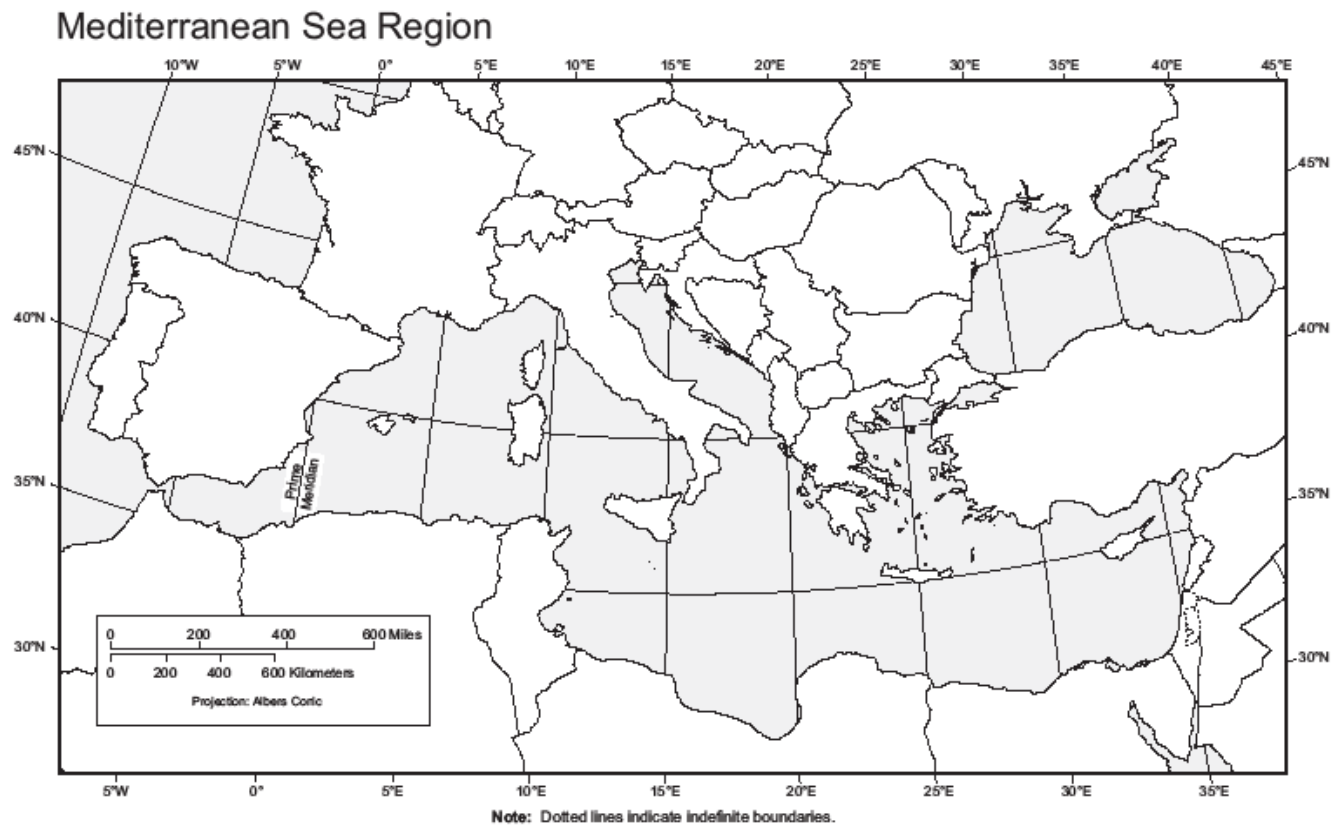 Mediterranean Sea Region
10°W 5°W 0° 5°E 10°E 15°E 20°E 25°E 30°E 35°E 40°E 45°E
45°N 45°N
40°N 40°N
35°N 35°N
Prime
Meridian
30°N 30°N
0 200 400 600 Miles
0 200 400 600 Kilometers
Projection: Albers Conic
5°W 0° 5°E 10°E 15°E 20°E 25°E 30°E 35°E
Note: Dotted lines indicate indefinite boundaries.